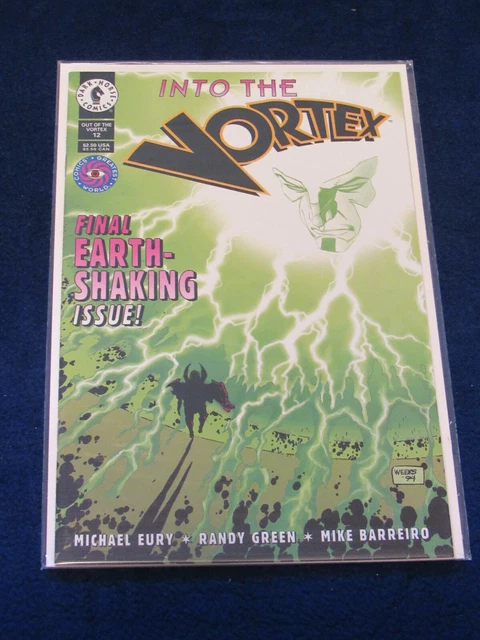 DARK HORSE COMICS
OUT OF THE
VORTEX
12
$2.50 USA
COMICS' GREATEST WORLD
INTO THE
VORTEX
FINAL
EARTH-
SHAKING
ISSUE!
WEEKS
'94
MICHAEL EURY * RANDY GREEN * MIKE BARREIRO